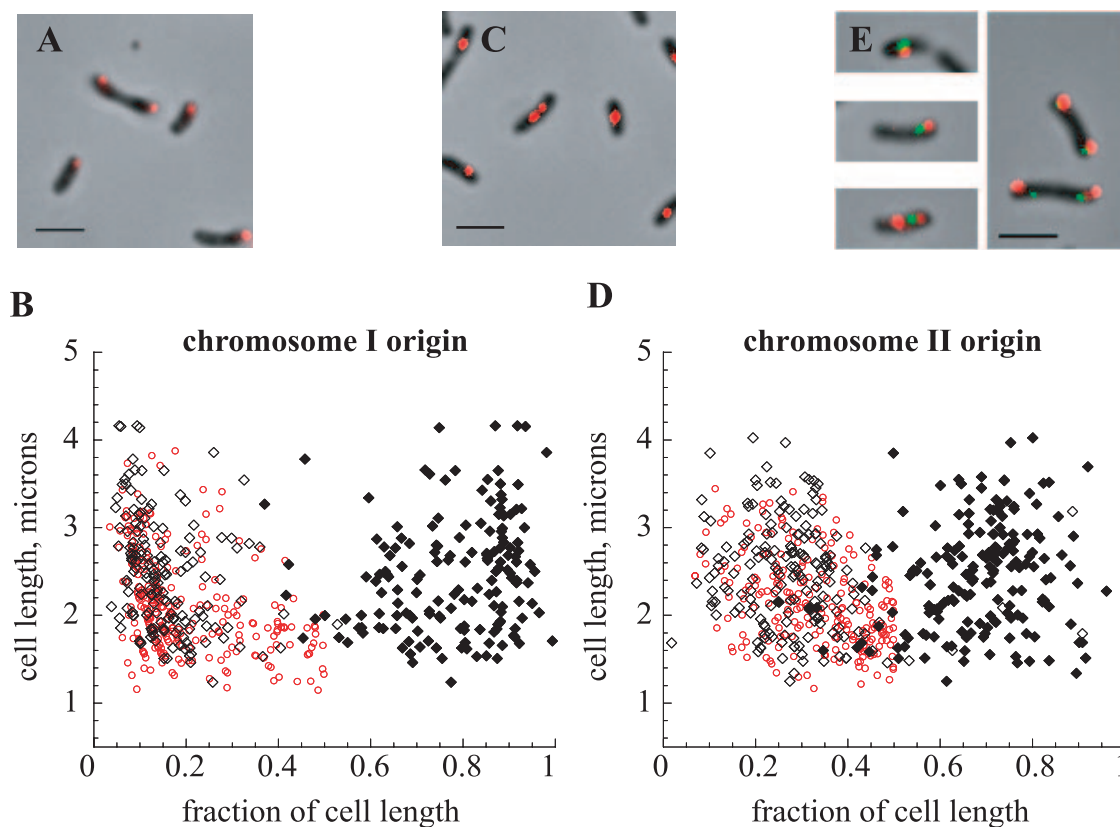 A
C
E
B
D
chromosome I origin
chromosome II origin
5
4
3
2
1
cell length, microns
0
0.2
0.4
0.6
0.8
1
fraction of cell length
5
4
3
2
1
cell length, microns
0
0.2
0.4
0.6
0.8
1
fraction of cell length